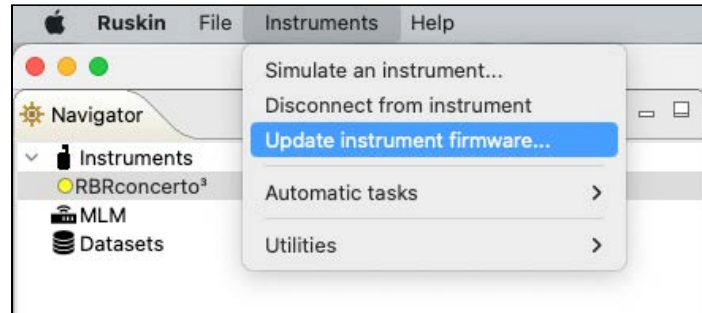 Ruskin File Instruments Help
Simulate an instrument...
Disconnect from instrument
Update instrument firmware...
Automatic tasks
Utilities
Navigator
Instruments
RBRconcerto³
MLM
Datasets